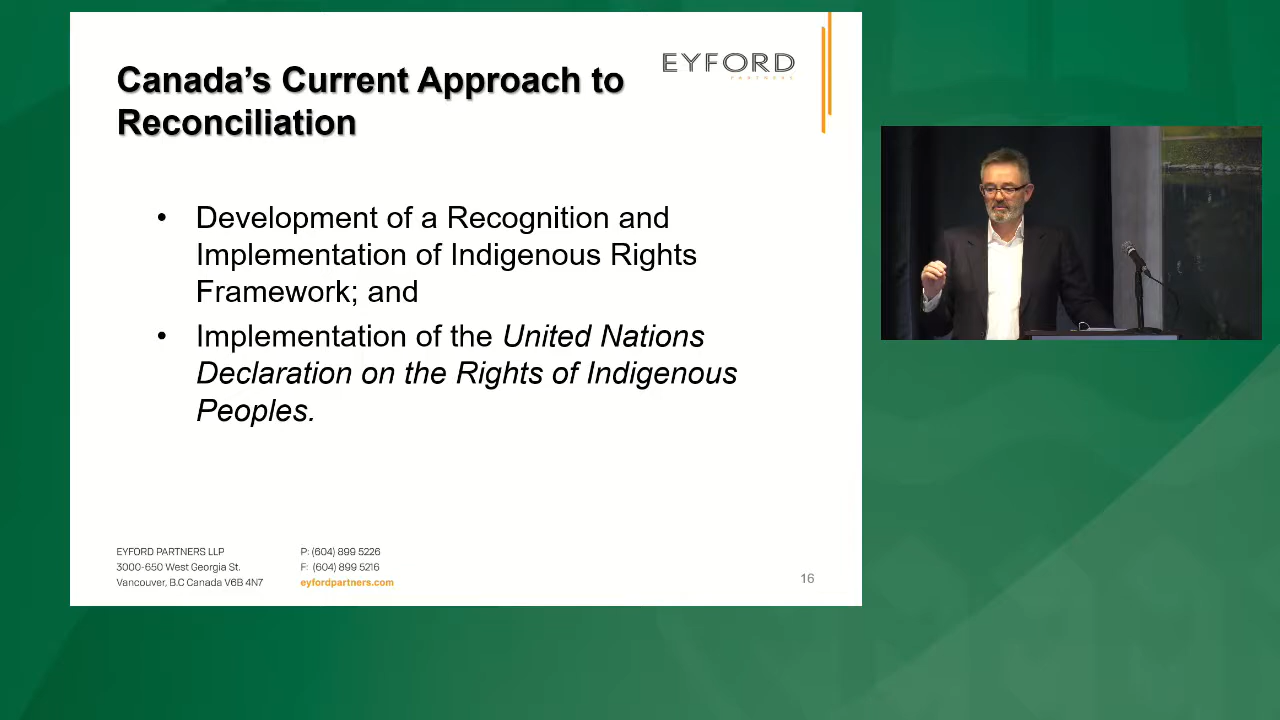 EYFORD
PARTNERS
Canada's Current Approach to
Reconciliation
• Development of a Recognition and
Implementation of Indigenous Rights
Framework; and
• Implementation of the United Nations
Declaration on the Rights of Indigenous
Peoples.
EYFORD PARTNERS LLP
3000-650 West Georgia St.
Vancouver, B.C Canada V6B 4N7
P: (604) 899 5226
F: (604) 899 5216
eyfordpartners.com
16